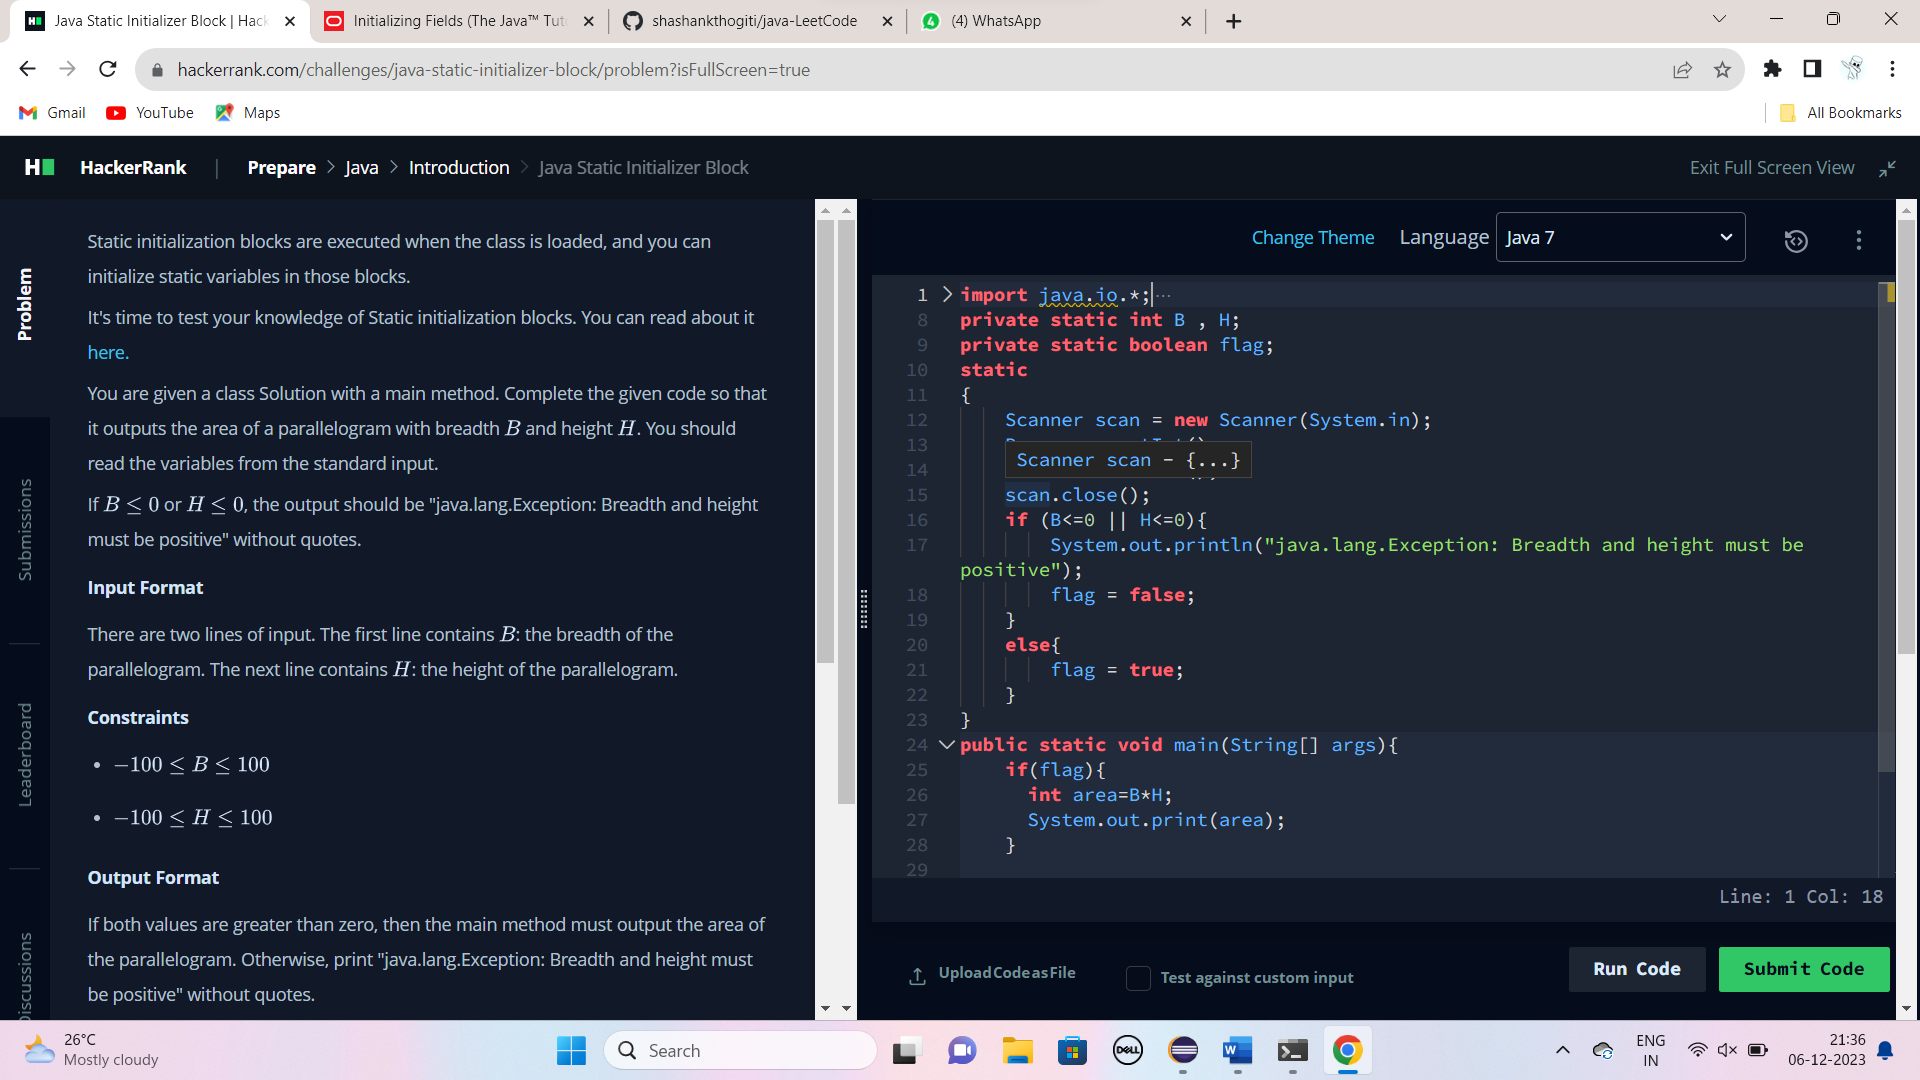 Java Static Initializer Block | Hack
Initializing Fields (The Java™ Tut
shashankthogiti/java-LeetCode
(4) WhatsApp
hackerrank.com/challenges/java-static-initializer-block/problem?isFullScreen=true
Gmail
YouTube
Maps
All Bookmarks
HackerRank
Prepare > Java > Introduction > Java Static Initializer Block
Exit Full Screen View
Problem
Submissions
Leaderboard
Discussions
Static initialization blocks are executed when the class is loaded, and you can
initialize static variables in those blocks.
It's time to test your knowledge of Static initialization blocks. You can read about it
here.
You are given a class Solution with a main method. Complete the given code so that
it outputs the area of a parallelogram with breadth B and height H. You should
read the variables from the standard input.
If B ≤ 0 or H ≤ 0, the output should be "java.lang.Exception: Breadth and height
must be positive" without quotes.
Input Format
There are two lines of input. The first line contains B: the breadth of the
parallelogram. The next line contains H: the height of the parallelogram.
Constraints
• −100 ≤ B ≤ 100
• −100 ≤ H ≤ 100
Output Format
If both values are greater than zero, then the main method must output the area of
the parallelogram. Otherwise, print "java.lang.Exception: Breadth and height must
be positive" without quotes.
Change Theme
Language
Java 7
1 import java.io.*;···
8 private static int B , H;
9 private static boolean flag;
10 static
11 {
12 Scanner scan = new Scanner(System.in);
13
Scanner scan - {...}
14
15 scan.close();
16 if (B<=0 || H<=0){
17 System.out.println("java.lang.Exception: Breadth and height must be
positive");
18 flag = false;
19 }
20 else{
21 flag = true;
22 }
23 }
24 public static void main(String[] args){
25 if(flag){
26 int area=B*H;
27 System.out.print(area);
28 }
29
Line: 1 Col: 18
Upload Code as File
Test against custom input
Run Code
Submit Code
26°C
Mostly cloudy
Search
DELL
W
ENG
IN
21:36
06-12-2023